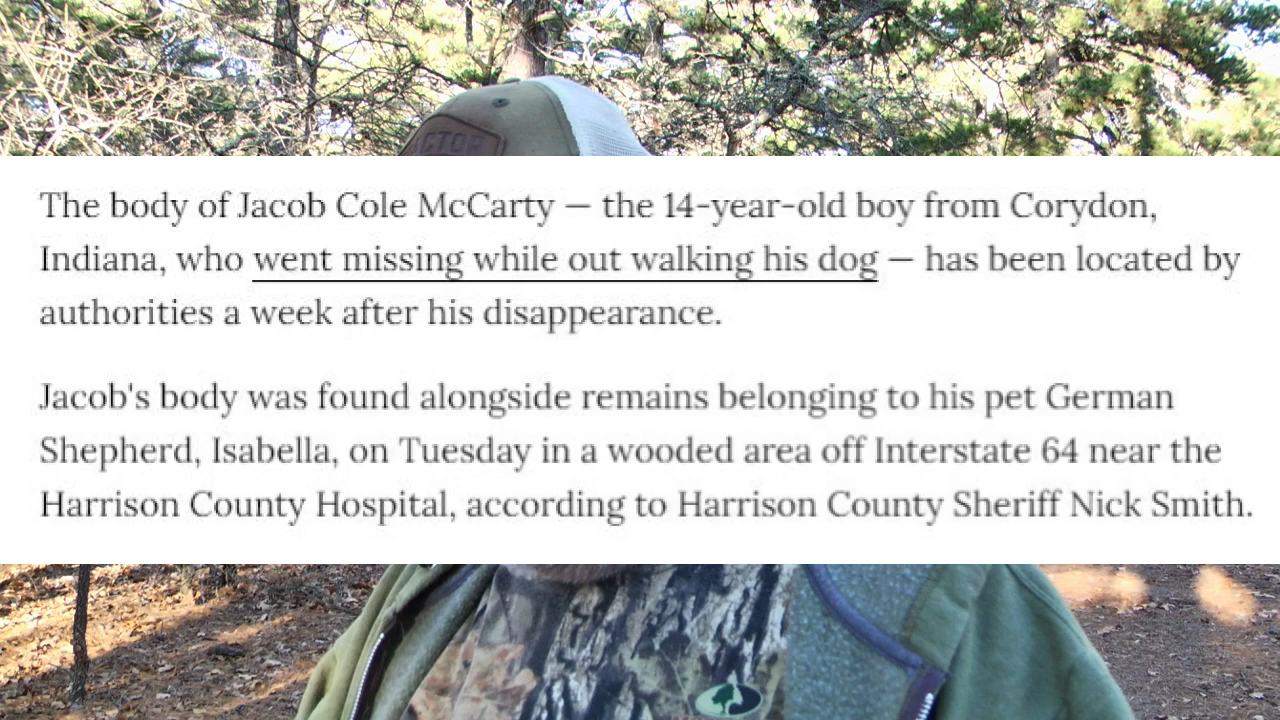 CTOR
The body of Jacob Cole McCarty — the 14-year-old boy from Corydon,
Indiana, who went missing while out walking his dog — has been located by
authorities a week after his disappearance.
Jacob's body was found alongside remains belonging to his pet German
Shepherd, Isabella, on Tuesday in a wooded area off Interstate 64 near the
Harrison County Hospital, according to Harrison County Sheriff Nick Smith.